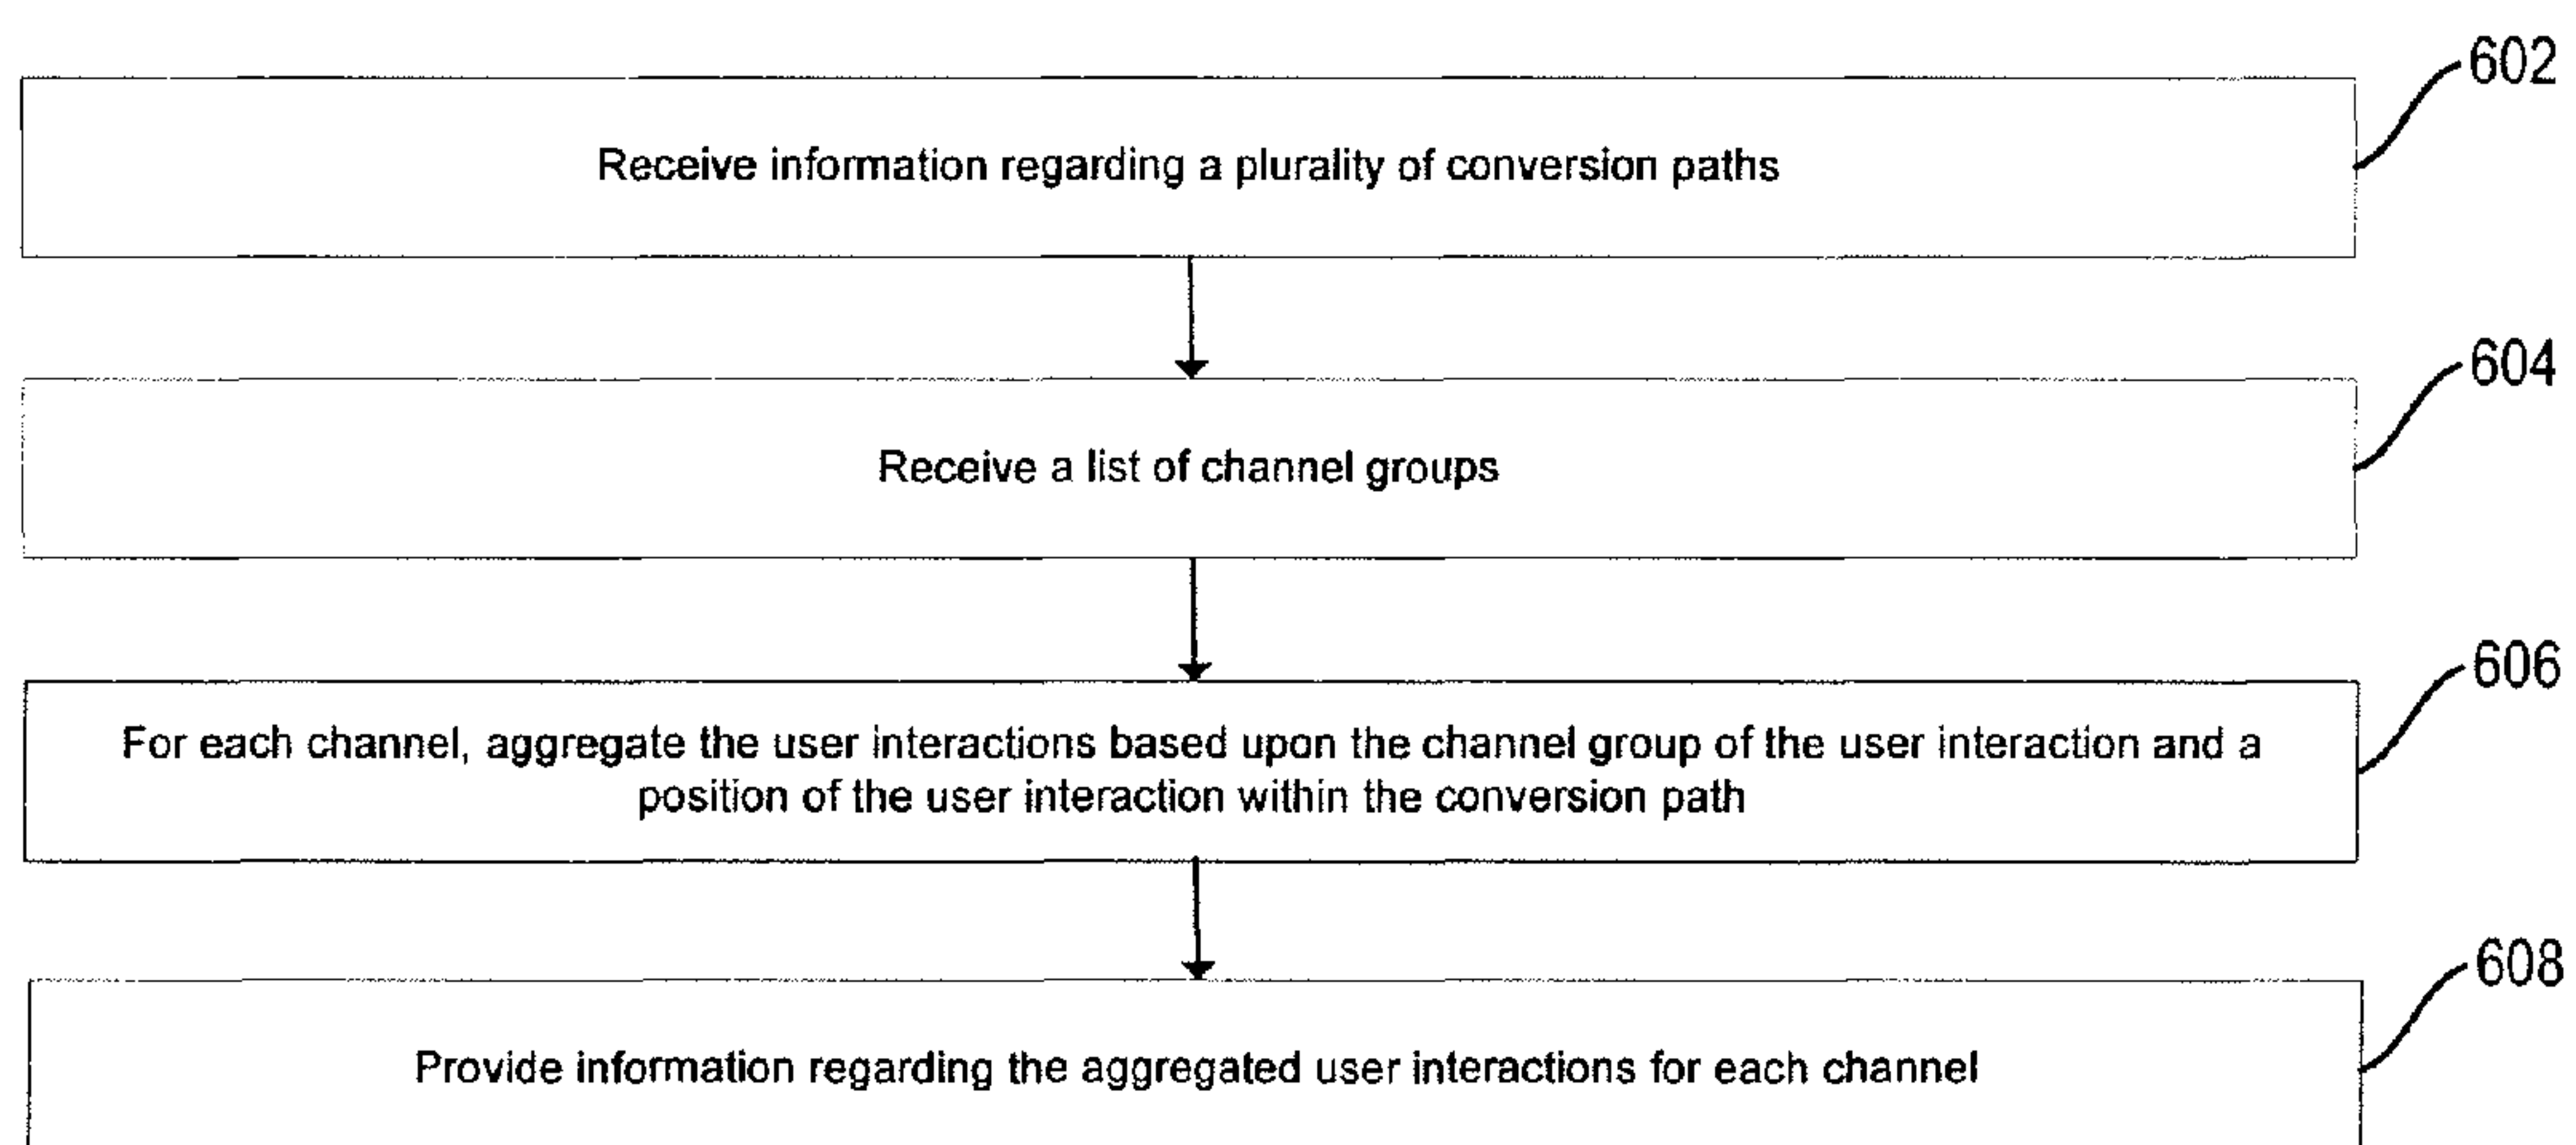 602
Receive information regarding a plurality of conversion paths
604
Receive a list of channel groups
606
For each channel, aggregate the user interactions based upon the channel group of the user interaction and a
position of the user interaction within the conversion path
608
Provide information regarding the aggregated user interactions for each channel